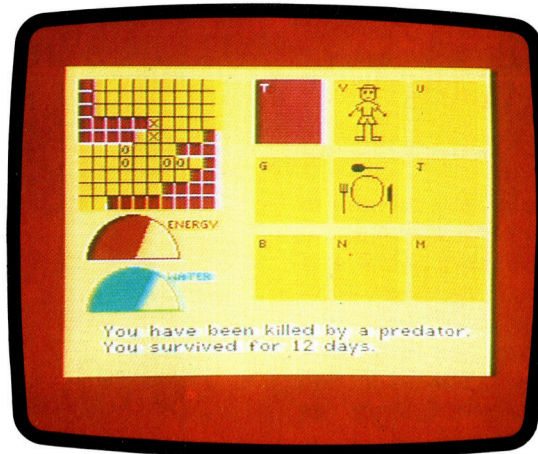 T Y U
G J
ENERGY
WATER
B N M
You have been killed by a predator.
You survived for 12 days.